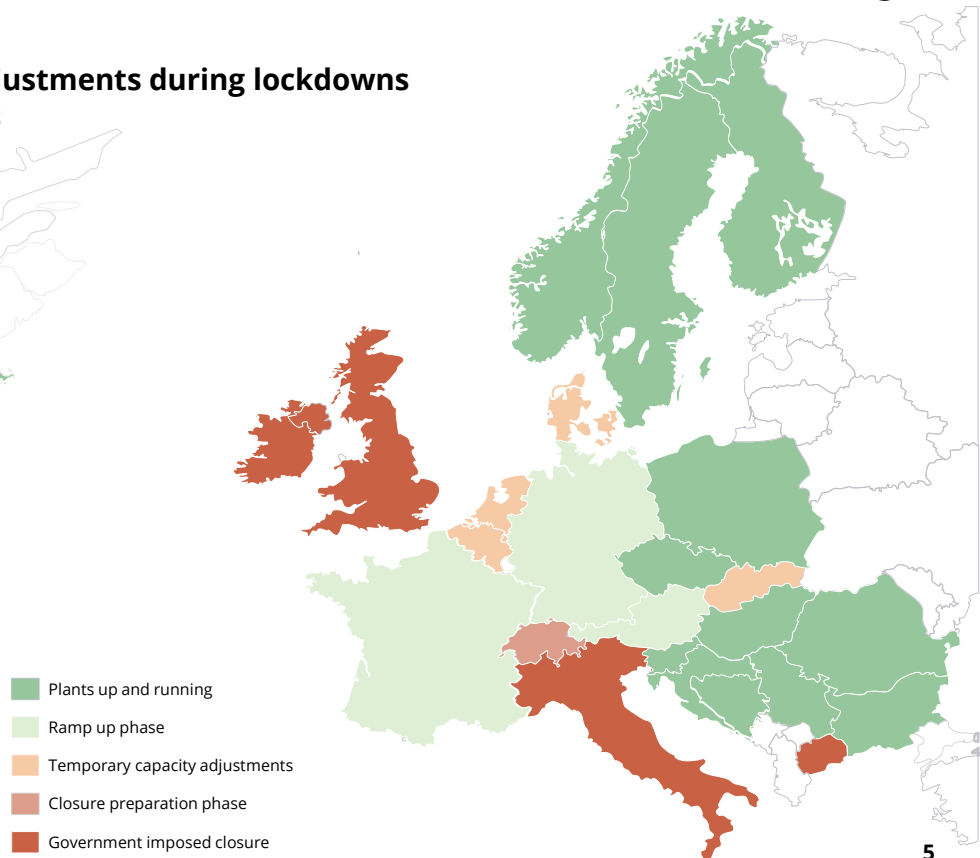 justments during lockdowns
Plants up and running
Ramp up phase
Temporary capacity adjustments
Closure preparation phase
Government imposed closure
5